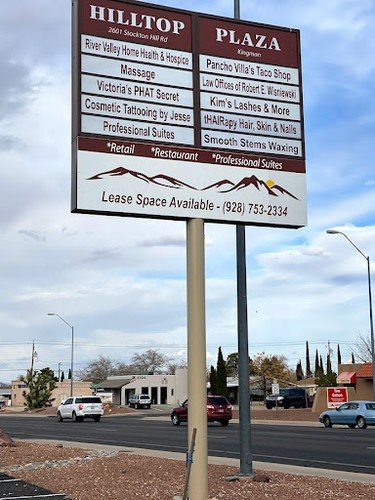 HILLTOP
2601 Stockton Hill Rd
River Valley Home Health & Hospice
Massage
Victoria's PHAT Secret
Cosmetic Tattooing by Jesse
Professional Suites
PLAZA
Kingman
Pancho Villa's Taco Shop
Law Offices of Robert E. Wisniewski
Kim's Lashes & More
tHAIRapy Hair, Skin & Nails
Smooth Stems Waxing
*Retail *Restaurant *Professional Suites
Lease Space Available - (928) 753-2334